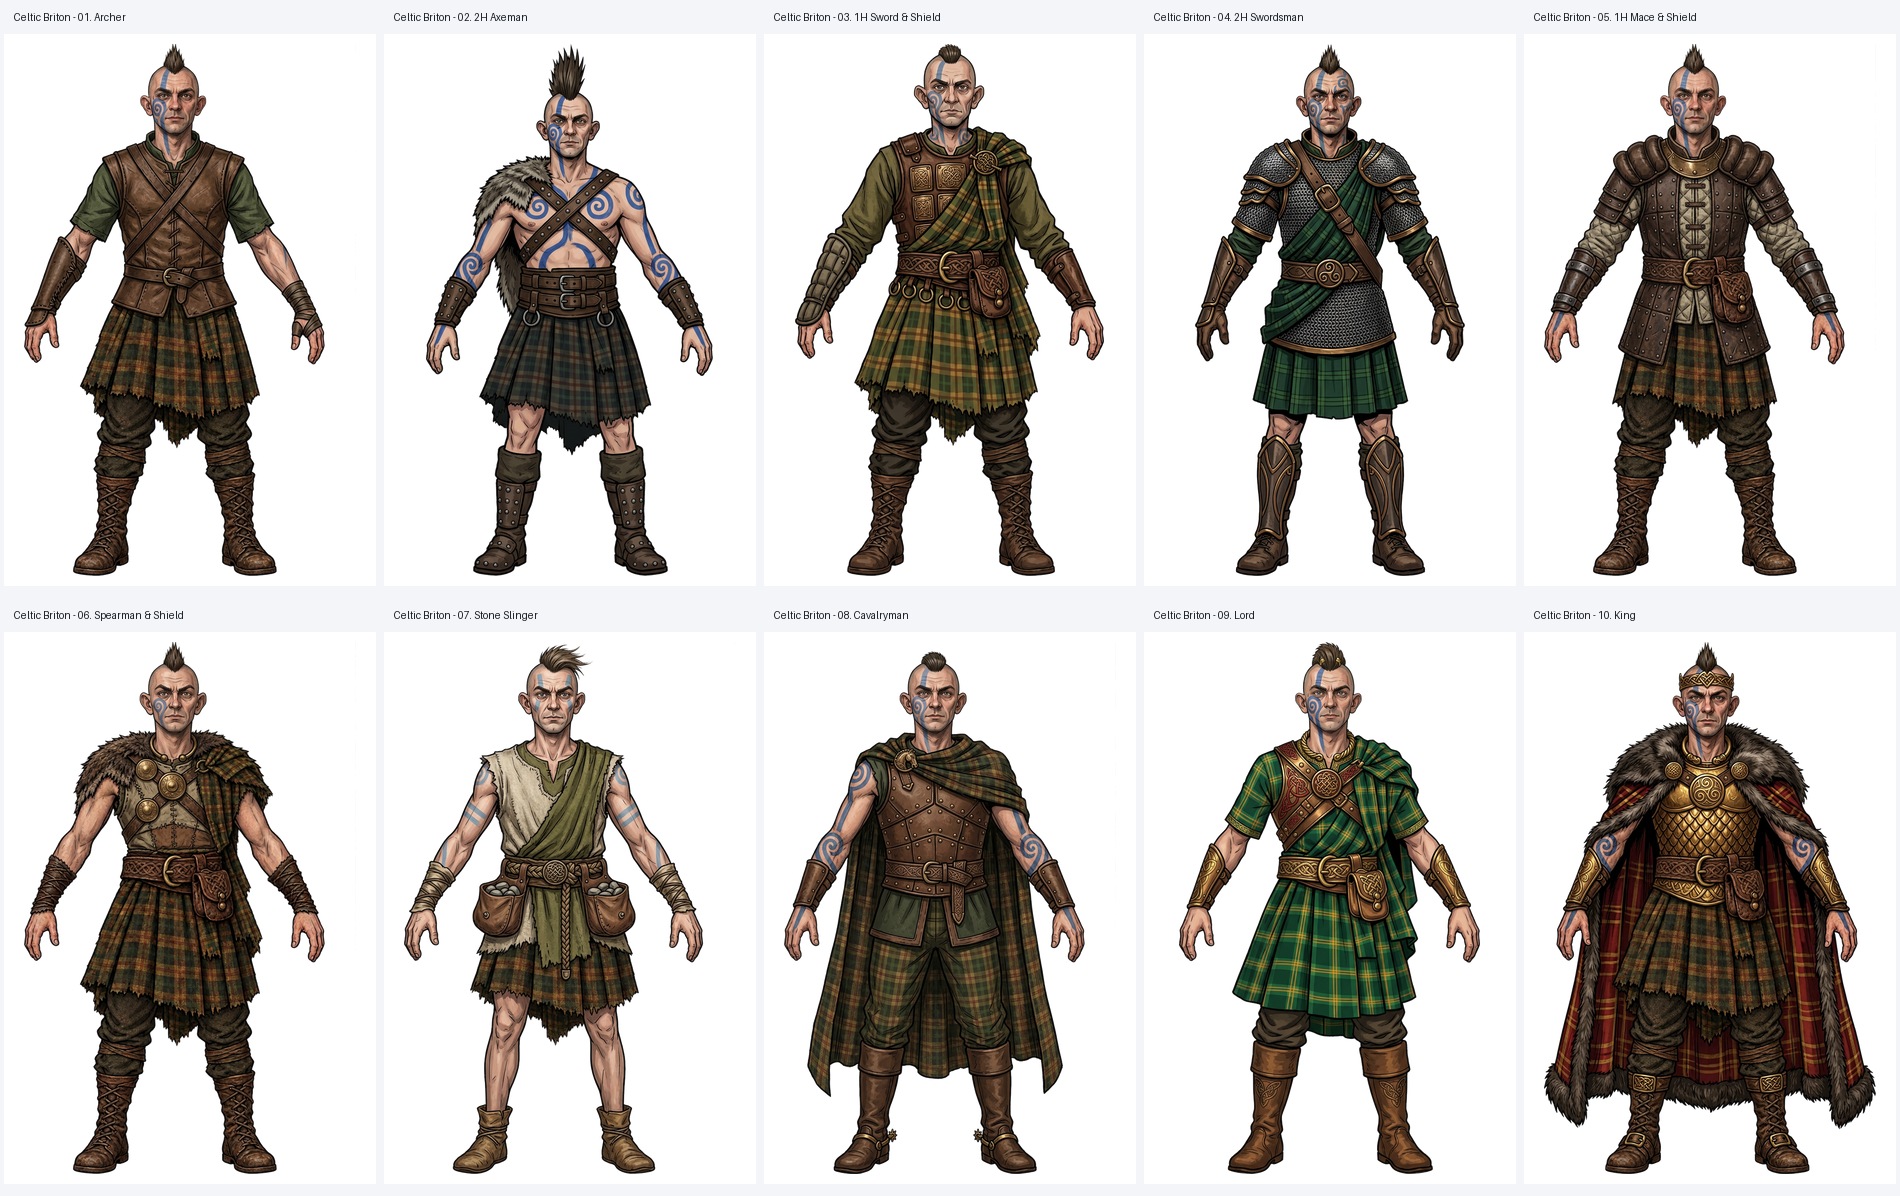 Celtic Briton - 01. Archer
Celtic Briton - 02. 2H Axeman
Celtic Briton - 03. 1H Sword & Shield
Celtic Briton - 04. 2H Swordsman
Celtic Briton - 05. 1H Mace & Shield
Celtic Briton - 06. Spearman & Shield
Celtic Briton - 07. Stone Slinger
Celtic Briton - 08. Cavalryman
Celtic Briton - 09. Lord
Celtic Briton - 10. King